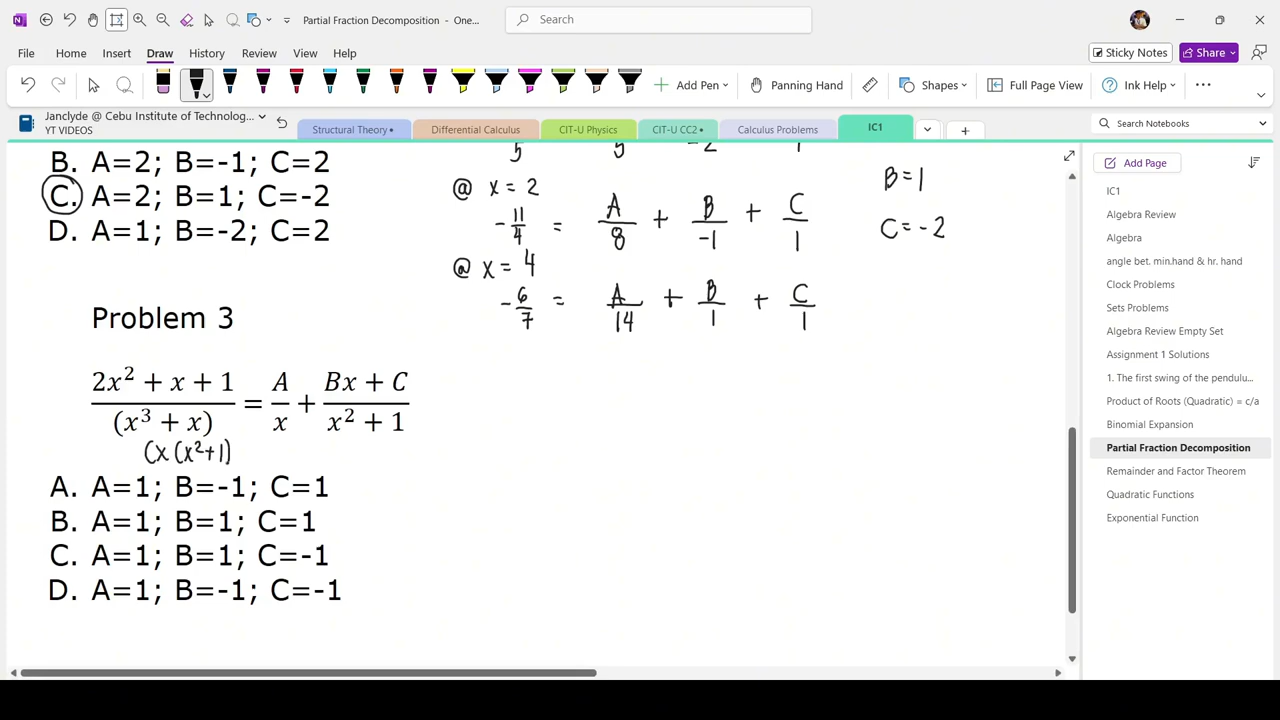 Partial Fraction Decomposition - One...
Search
File Home Insert Draw History Review View Help
Sticky Notes
Share
Add Pen
Panning Hand
Shapes
Full Page View
Ink Help
Janclyde @ Cebu Institute of Technolog...
YT VIDEOS
Structural Theory
Differential Calculus
CIT-U Physics
CIT-U CC2
Calculus Problems
IC1
Search Notebooks
Add Page
IC1
Algebra Review
Algebra
angle bet. min.hand & hr. hand
Clock Problems
Sets Problems
Algebra Review Empty Set
Assignment 1 Solutions
1. The first swing of the pendulu...
Product of Roots (Quadratic) = c/a
Binomial Expansion
Partial Fraction Decomposition
Remainder and Factor Theorem
Quadratic Functions
Exponential Function
B. A=2; B=-1; C=2
C. A=2; B=1; C=-2
D. A=1; B=-2; C=2
5 5 -2 1
@ x = 2
-11/4 = A/8 + B/-1 + C/1
@ x = 4
-6/7 = A/14 + B/1 + C/1
B = 1
C = -2
Problem 3
2x² + x + 1 / (x³ + x) = A/x + Bx + C / x² + 1
(x (x²+1)
A. A=1; B=-1; C=1
B. A=1; B=1; C=1
C. A=1; B=1; C=-1
D. A=1; B=-1; C=-1